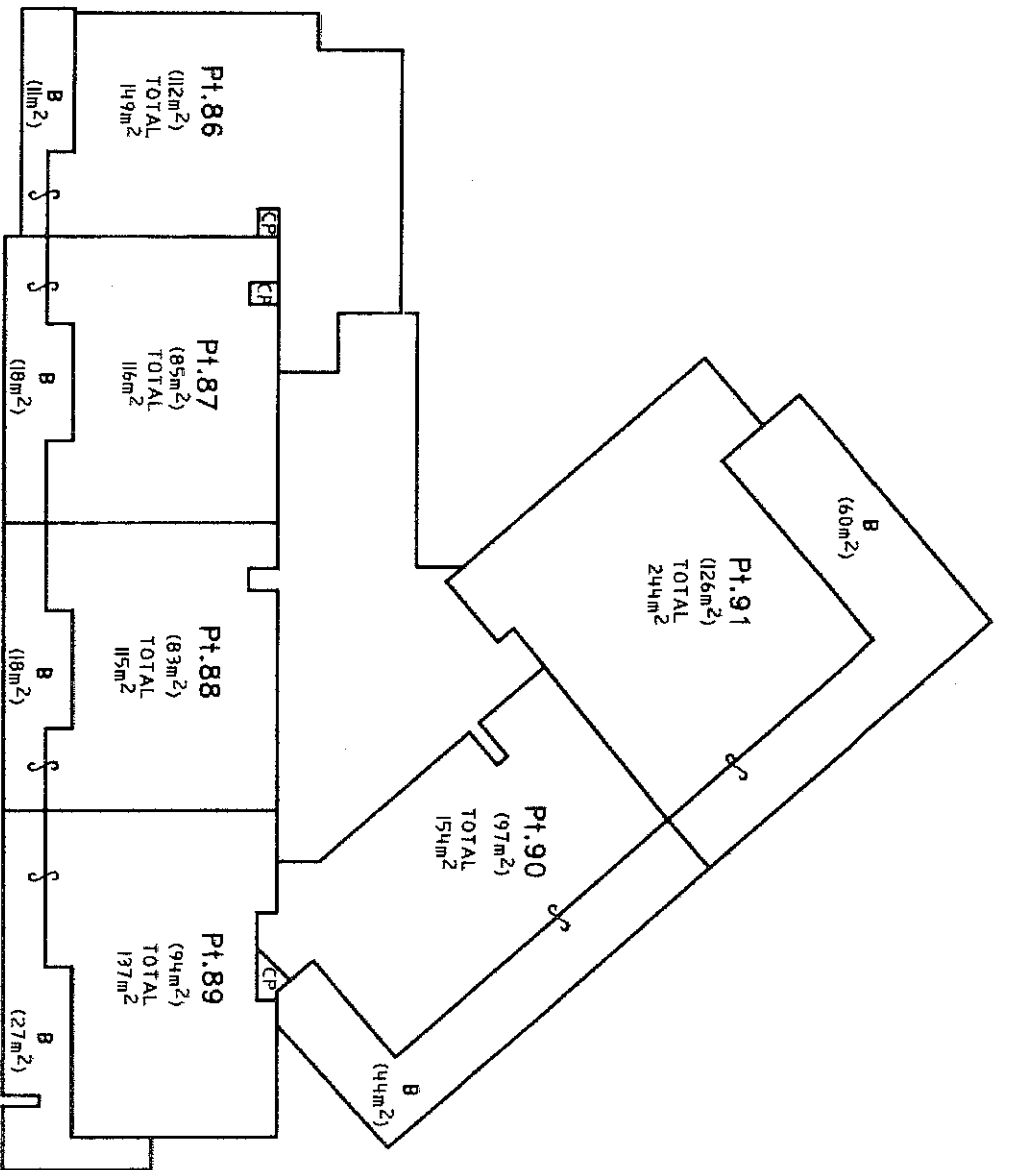 Pt.86
(112m²)
TOTAL
149m²
B
(11m²)
CP
CP
Pt.87
(85m²)
TOTAL
116m²
B
(18m²)
Pt.88
(83m²)
TOTAL
115m²
B
(18m²)
Pt.89
(94m²)
TOTAL
137m²
B
(27m²)
CP
Pt.90
(97m²)
TOTAL
154m²
B
(44m²)
Pt.91
(126m²)
TOTAL
244m²
B
(60m²)